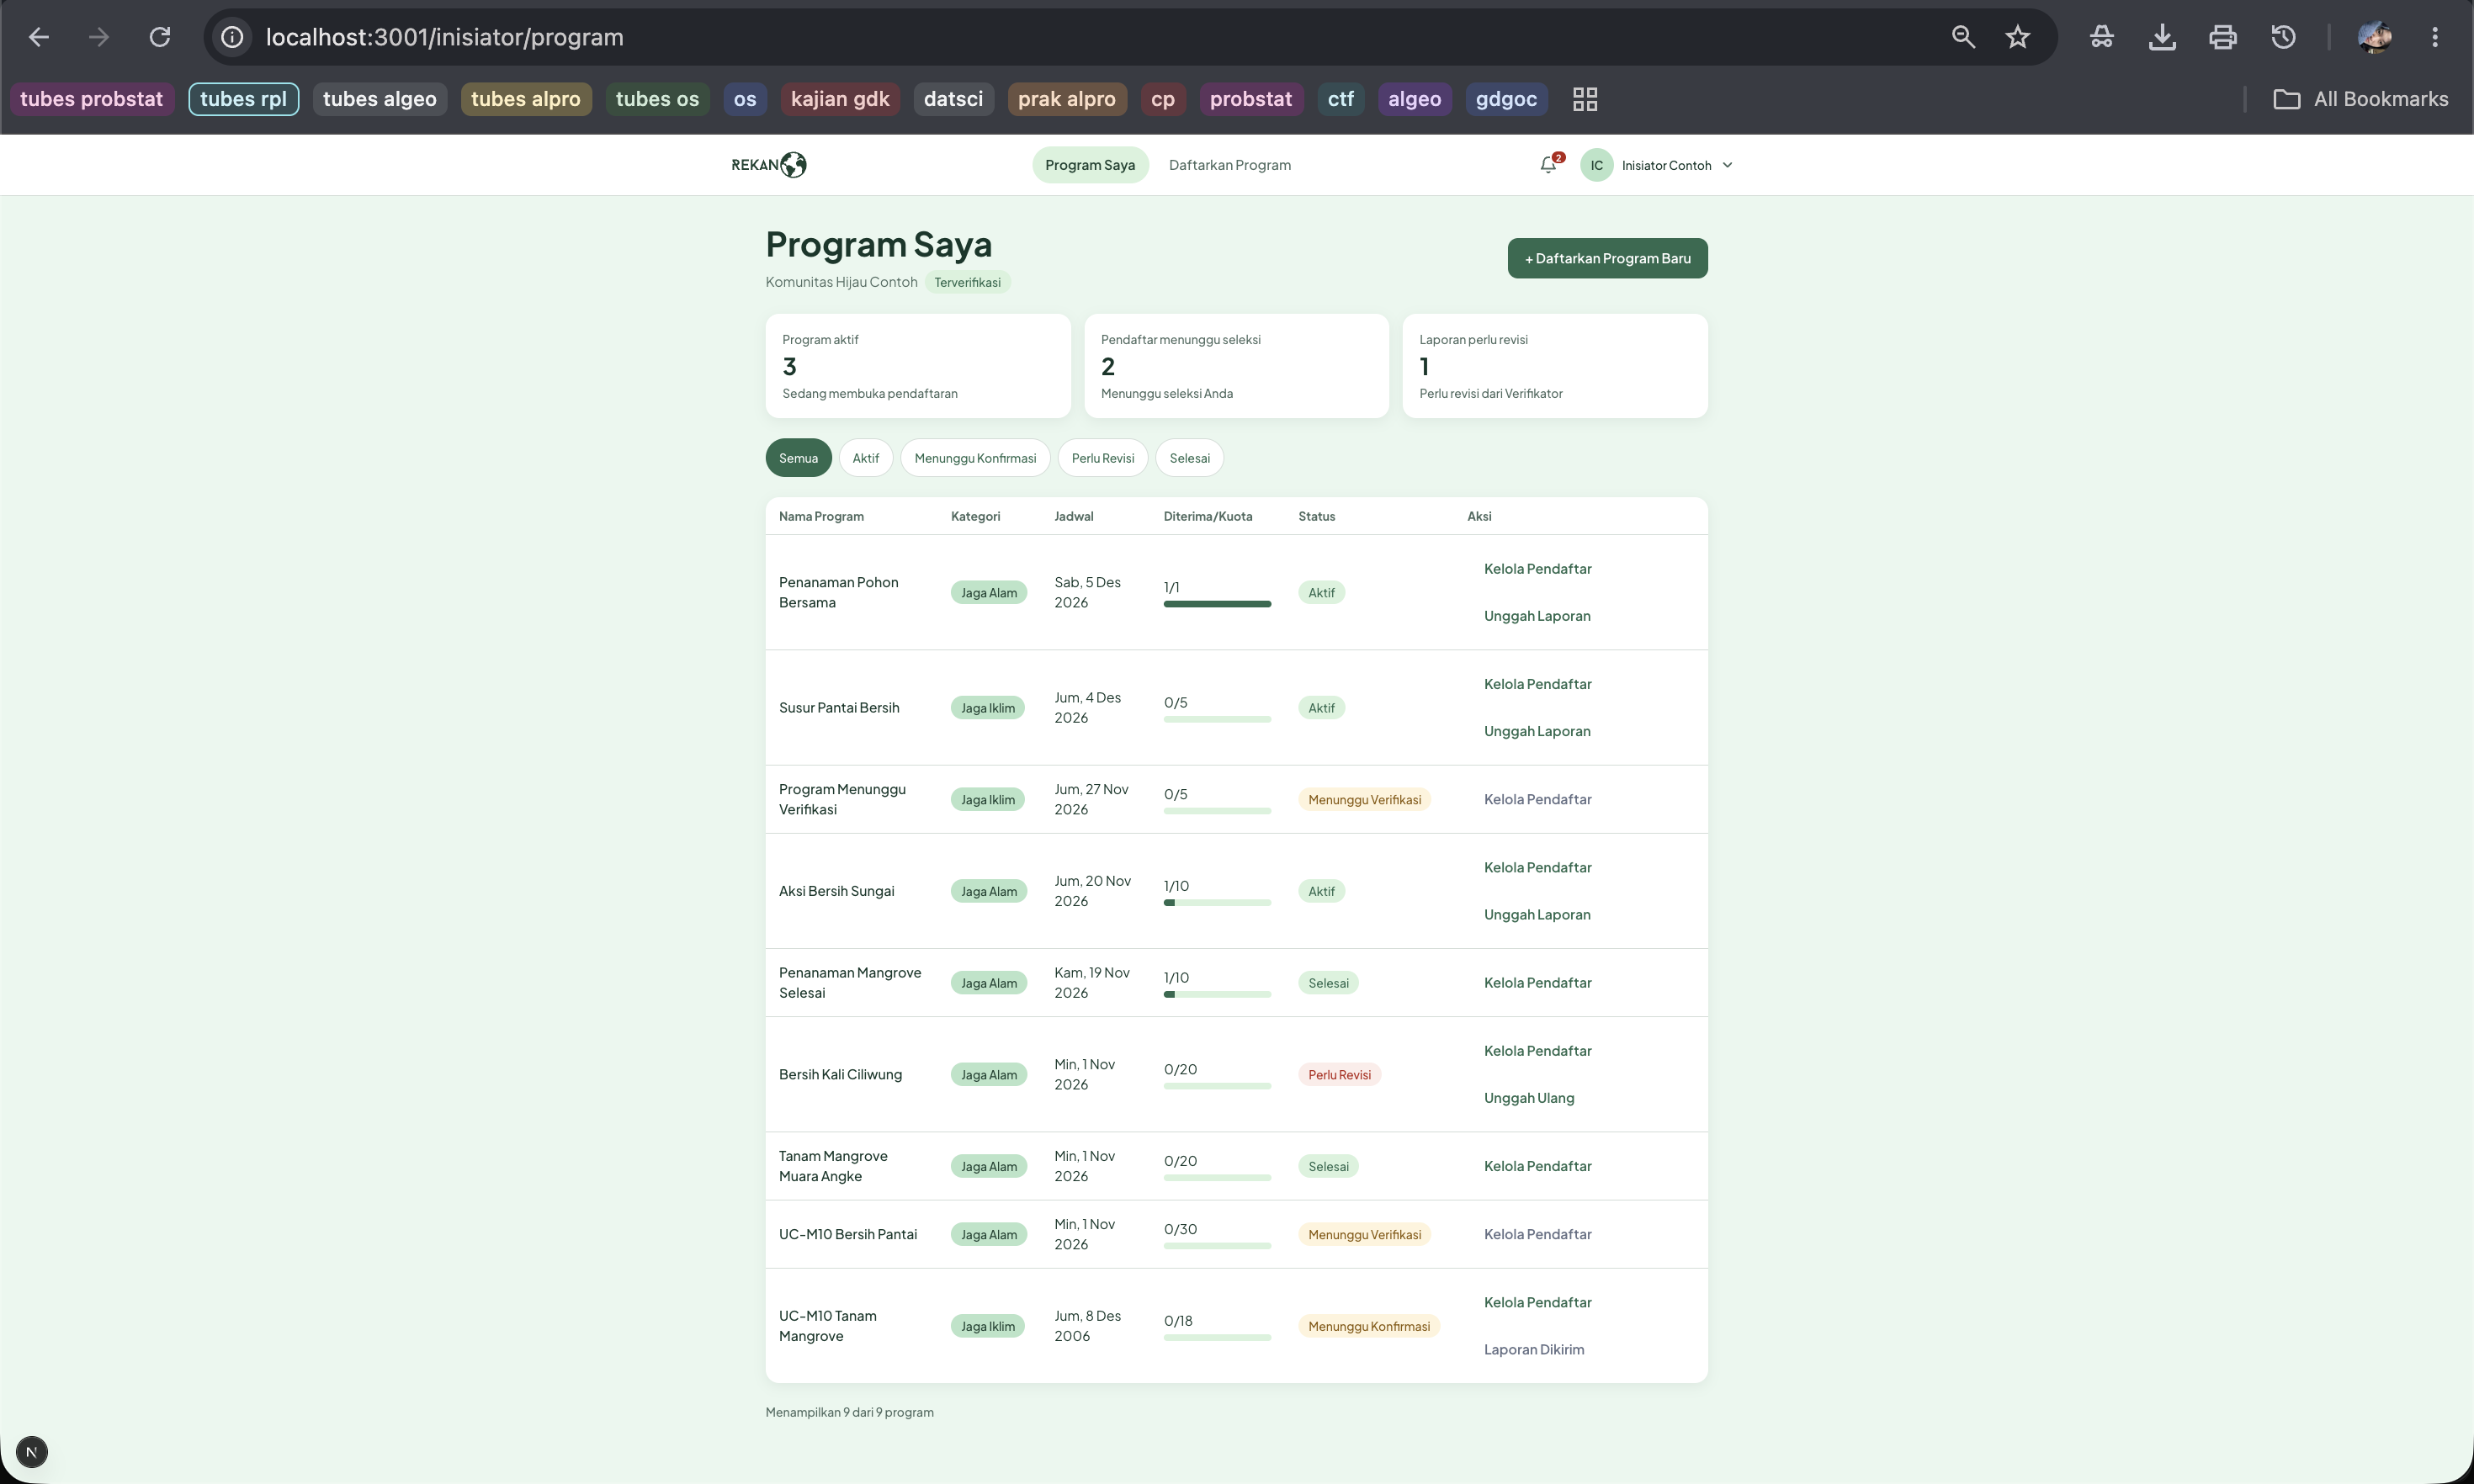 localhost:3001/inisiator/program
tubes probstat tubes rpl tubes algeo tubes alpro tubes os os kajian gdk datsci prak alpro cp probstat ctf algeo gdgoc All Bookmarks
REKAN Program Saya Daftarkan Program 2 IC Inisiator Contoh
Program Saya
Komunitas Hijau Contoh Terverifikasi
+ Daftarkan Program Baru
Program aktif
3
Sedang membuka pendaftaran
Pendaftar menunggu seleksi
2
Menunggu seleksi Anda
Laporan perlu revisi
1
Perlu revisi dari Verifikator
Semua Aktif Menunggu Konfirmasi Perlu Revisi Selesai
Nama Program Kategori Jadwal Diterima/Kuota Status Aksi
Penanaman Pohon
Bersama
Jaga Alam
Sab, 5 Des
2026
1/1
Aktif
Kelola Pendaftar
Unggah Laporan
Susur Pantai Bersih
Jaga Iklim
Jum, 4 Des
2026
0/5
Aktif
Kelola Pendaftar
Unggah Laporan
Program Menunggu
Verifikasi
Jaga Iklim
Jum, 27 Nov
2026
0/5
Menunggu Verifikasi
Kelola Pendaftar
Aksi Bersih Sungai
Jaga Alam
Jum, 20 Nov
2026
1/10
Aktif
Kelola Pendaftar
Unggah Laporan
Penanaman Mangrove
Selesai
Jaga Alam
Kam, 19 Nov
2026
1/10
Selesai
Kelola Pendaftar
Bersih Kali Ciliwung
Jaga Alam
Min, 1 Nov
2026
0/20
Perlu Revisi
Kelola Pendaftar
Unggah Ulang
Tanam Mangrove
Muara Angke
Jaga Alam
Min, 1 Nov
2026
0/20
Selesai
Kelola Pendaftar
UC-M10 Bersih Pantai
Jaga Alam
Min, 1 Nov
2026
0/30
Menunggu Verifikasi
Kelola Pendaftar
UC-M10 Tanam
Mangrove
Jaga Iklim
Jum, 8 Des
2006
0/18
Menunggu Konfirmasi
Kelola Pendaftar
Laporan Dikirim
Menampilkan 9 dari 9 program
N